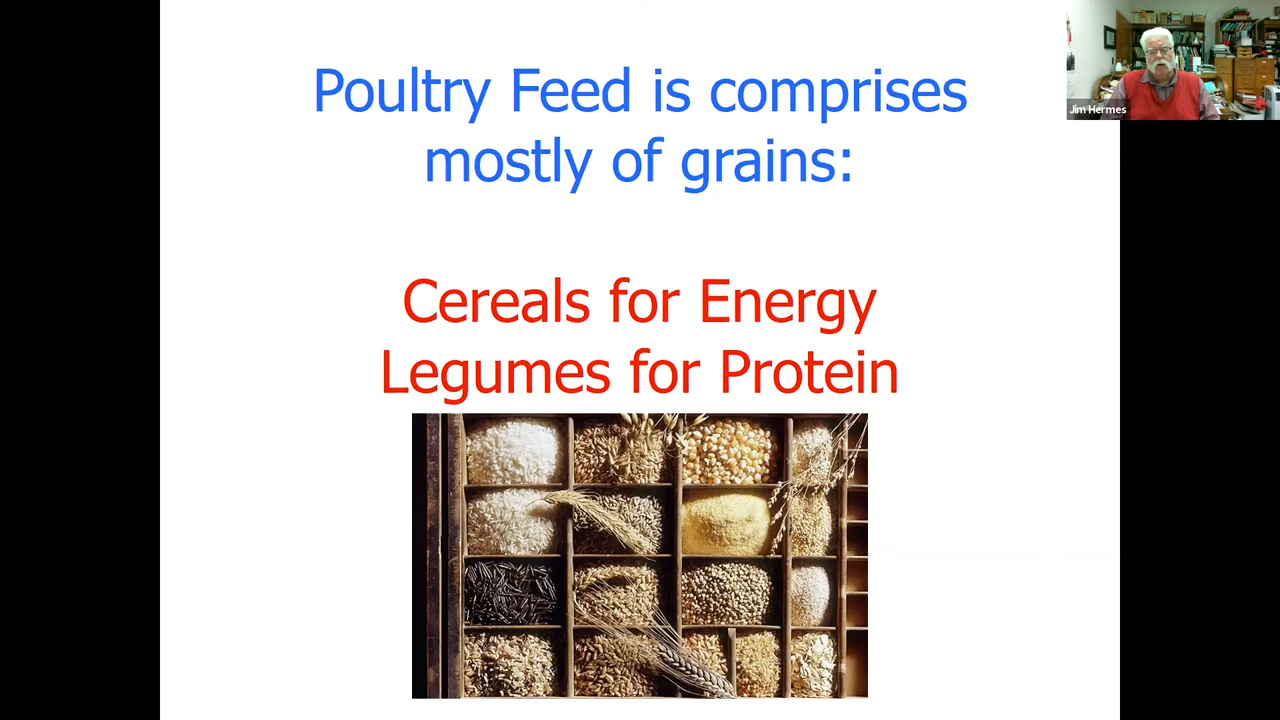 Poultry Feed is comprises
mostly of grains:
Cereals for Energy
Legumes for Protein
Jim Hermes